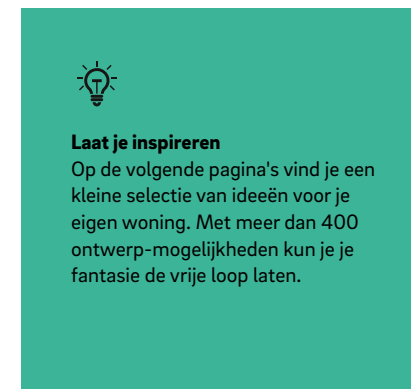 Laat je inspireren
Op de volgende pagina's vind je een
kleine selectie van ideeën voor je
eigen woning. Met meer dan 400
ontwerp-mogelijkheden kun je je
fantasie de vrije loop laten.